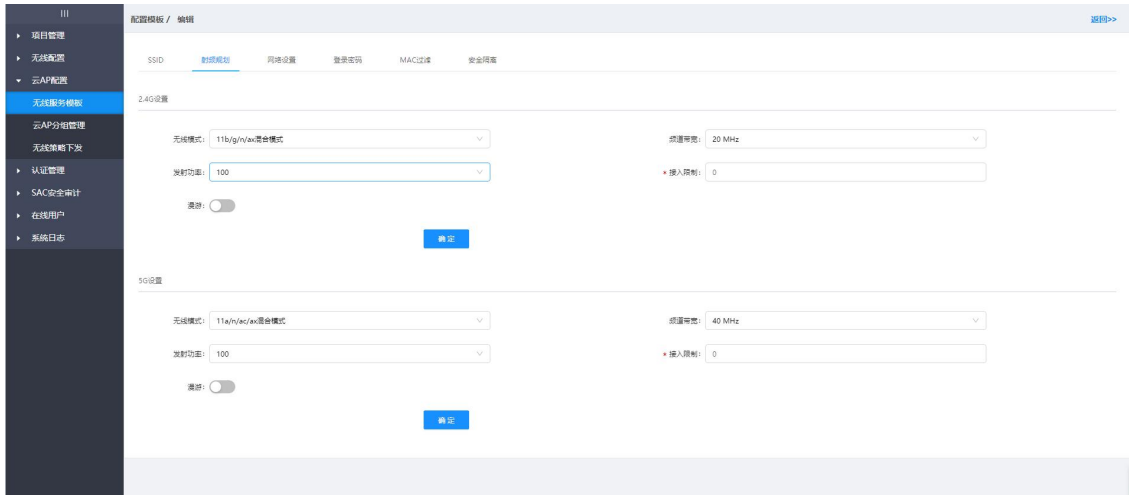 配置模板 / 编辑
返回>>
项目管理
无线配置
云AP配置
无线服务模板
云AP分组管理
无线策略下发
认证管理
SAC安全审计
在线用户
系统日志
SSID 射频规划 网络设置 登录密码 MAC过滤 安全隔离
2.4G设置
无线模式: 11b/g/n/ax混合模式 频道带宽: 20 MHz
发射功率: 100 * 接入限制: 0
漫游:
确定
5G设置
无线模式: 11a/n/ac/ax混合模式 频道带宽: 40 MHz
发射功率: 100 * 接入限制: 0
漫游:
确定